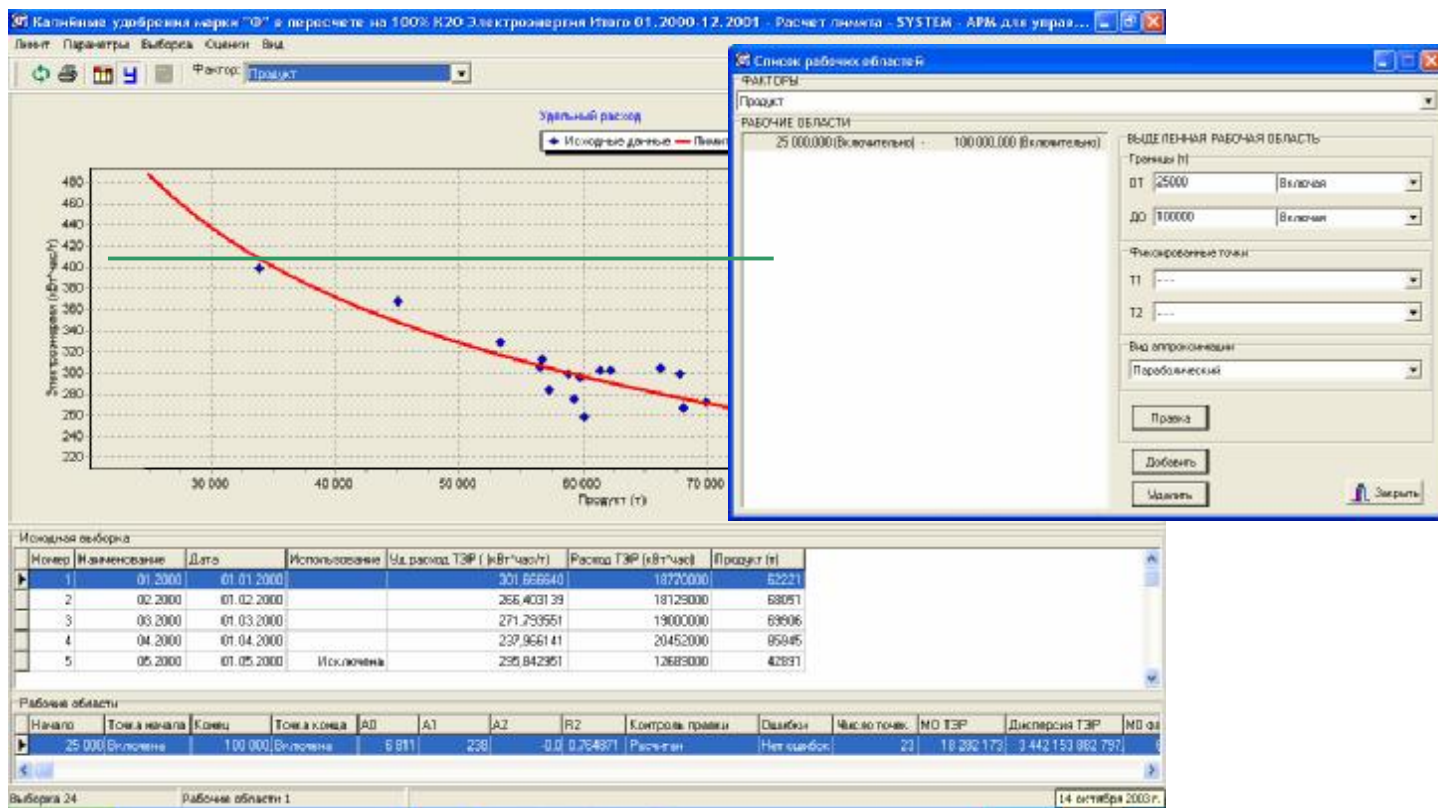 Калийные удобрения марки "Ф" в пересчете на 100% К2О Электроэнергия Итого 01.2000-12.2001 - Расчет лимита - SYSTEM - АРМ для управ...
Лимит Параметры Выборка Оценки Вид
Фактор: Продукт
Удельный расход
Исходные данные
480
460
440
420
400
380
360
340
320
300
280
260
240
220
Электроэнергия (кВт*час/т)
30 000 40 000 50 000 60 000 70 000
Продукт (т)
Список рабочих областей
ФАКТОРЫ
Продукт
РАБОЧИЕ ОБЛАСТИ
25 000,000 (Включительно) - 100 000,000 (Включительно)
ВЫДЕЛЕННАЯ РАБОЧАЯ ОБЛАСТЬ
Границы (т)
ОТ 25000 Включая
ДО 100000 Включая
Фиксированные точки
Т1 ---
Т2 ---
Вид аппроксимации
Параболический
Правка
Добавить
Удалить
Закрыть
Исходная выборка
Номер Наименование Дата Использование Уд.расход ТЭР ( кВт*час/т) Расход ТЭР (кВт*час) Продукт (т)
1 01.2000 01.01.2000 301,666640 18770000 62221
2 02.2000 01.02.2000 266,403139 18129000 68051
3 03.2000 01.03.2000 271,793551 19000000 69906
4 04.2000 01.04.2000 237,966141 20452000 85945
5 05.2000 01.05.2000 Исключена 295,842951 12689000 42891
Рабочие области
Начало Точка начала Конец Точка конца A0 A1 A2 R2 Контроль правки Ошибки Число точек МО ТЭР Дисперсия ТЭР МО фа
25 000 Включена 100 000 Включена 6 811 238 -0,0 0,764871 Расчитан Нет ошибок 23 18 282 173 3 442 153 882 797
Выборка 24 Рабочие области 1 14 октября 2003 г.